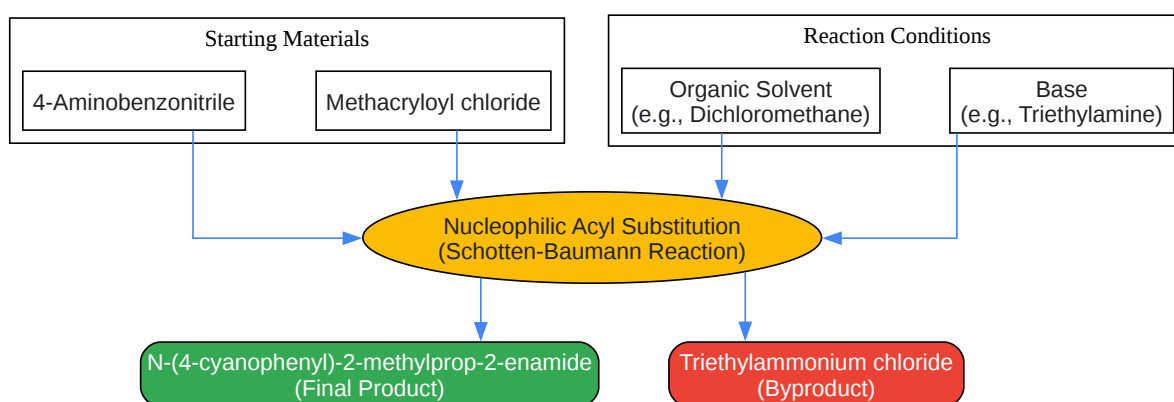 Starting Materials
4-Aminobenzonitrile
Methacryloyl chloride
Reaction Conditions
Organic Solvent
(e.g., Dichloromethane)
Base
(e.g., Triethylamine)
Nucleophilic Acyl Substitution
(Schotten-Baumann Reaction)
N-(4-cyanophenyl)-2-methylprop-2-enamide
(Final Product)
Triethylammonium chloride
(Byproduct)